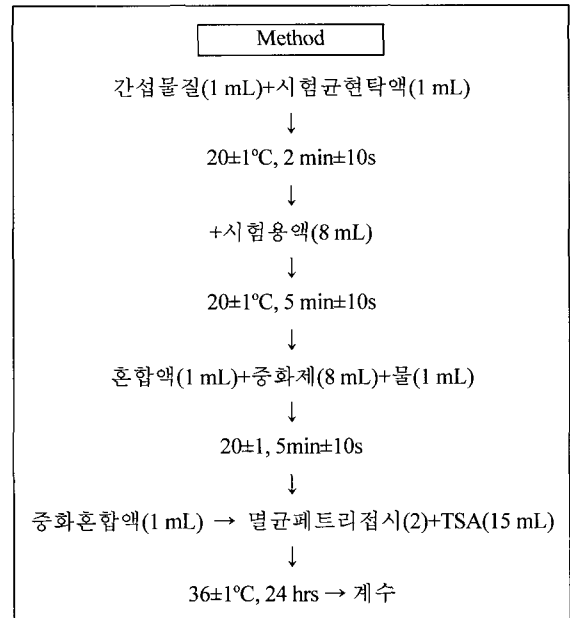 Method
간섭물질(1 mL)+시험균현탁액(1 mL)
↓
20±1℃, 2 min±10s
↓
+시험용액(8 mL)
↓
20±1℃, 5 min±10s
↓
혼합액(1 mL)+중화제(8 mL)+물(1 mL)
↓
20±1, 5min±10s
↓
중화혼합액(1 mL) → 멸균페트리접시(2)+TSA(15 mL)
↓
36±1℃, 24 hrs → 계수